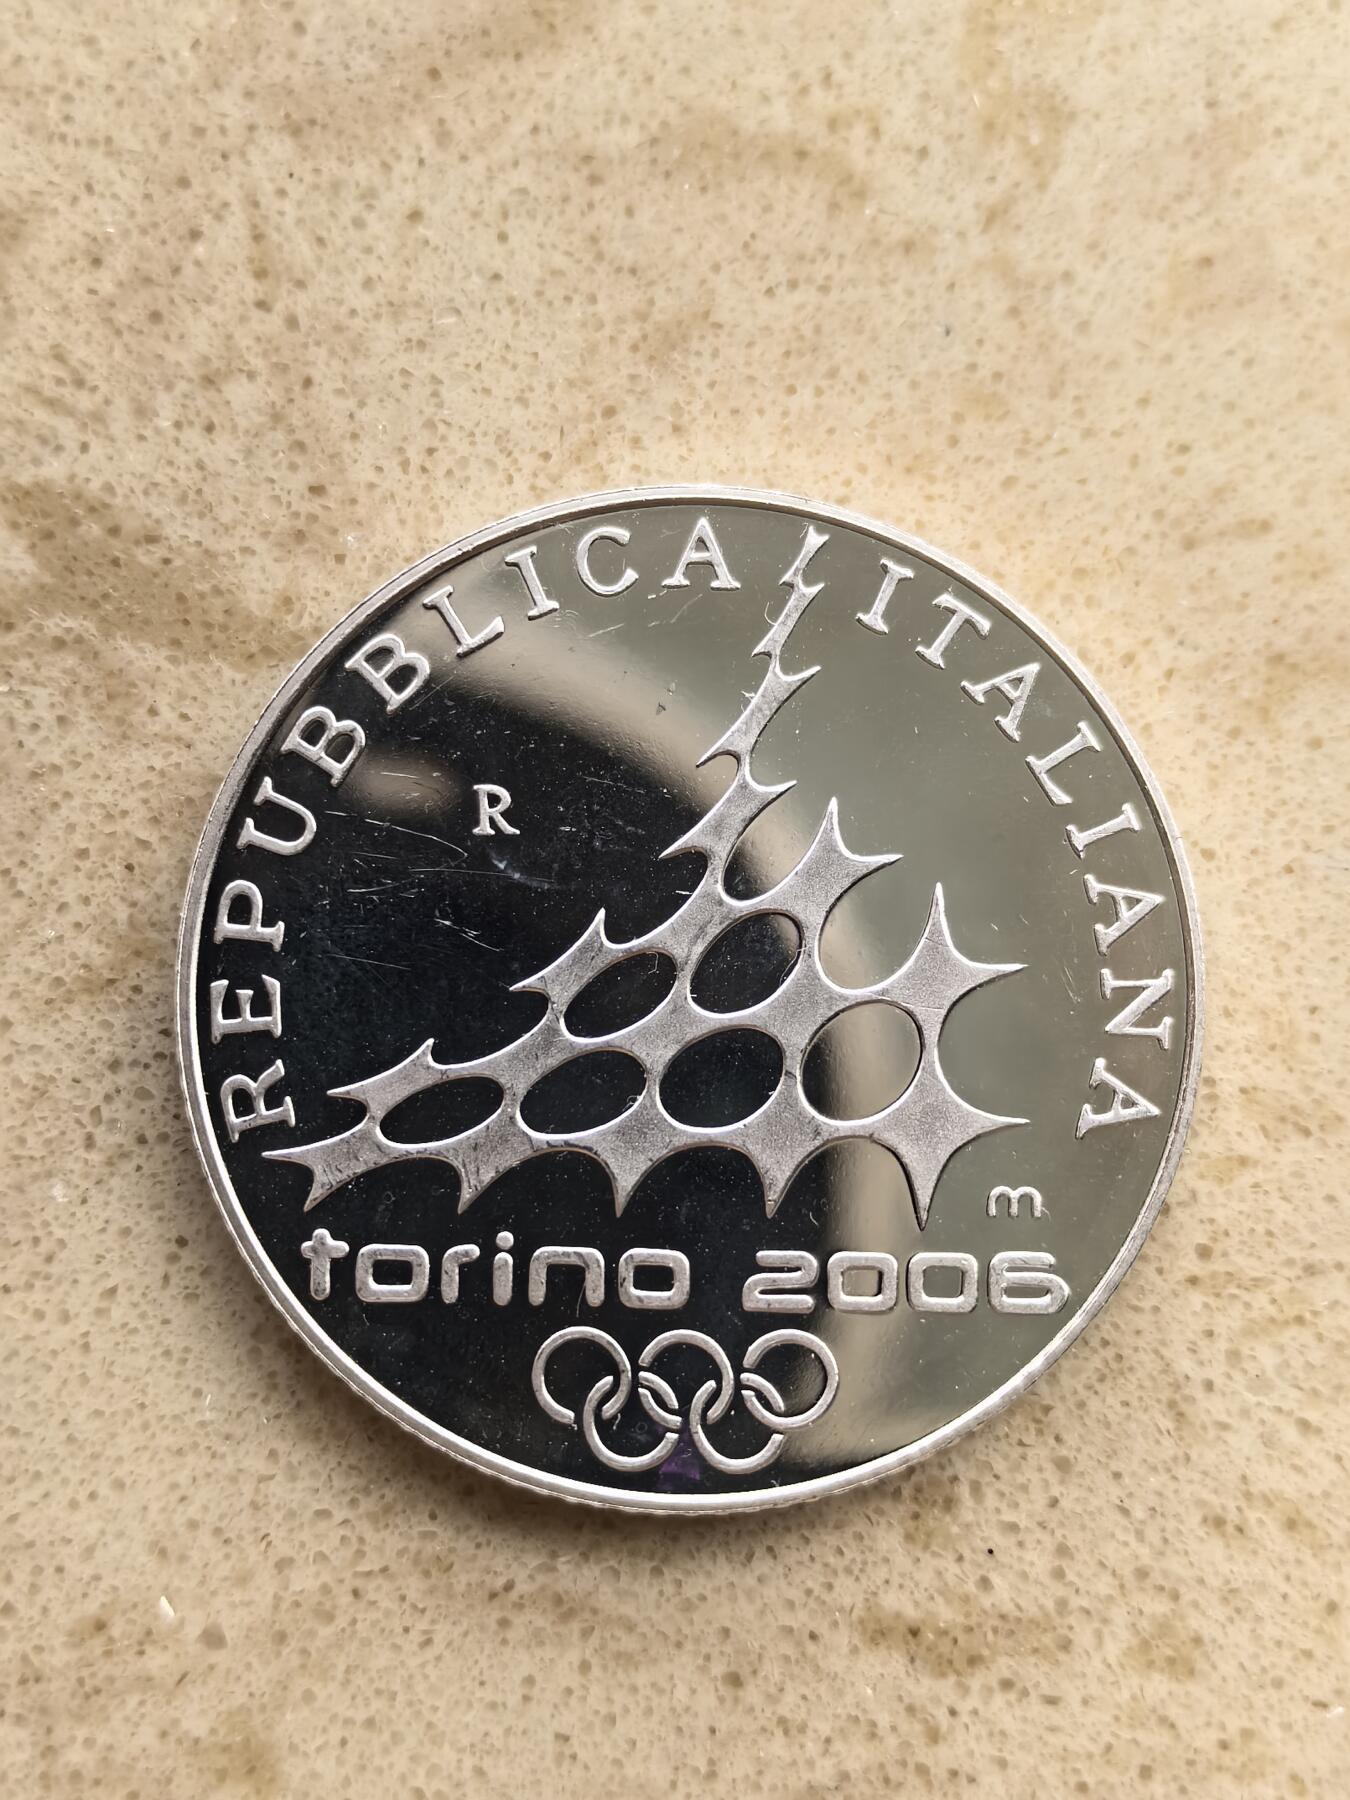 REPUBBLICA ITALIANA
R
m
torino 2006